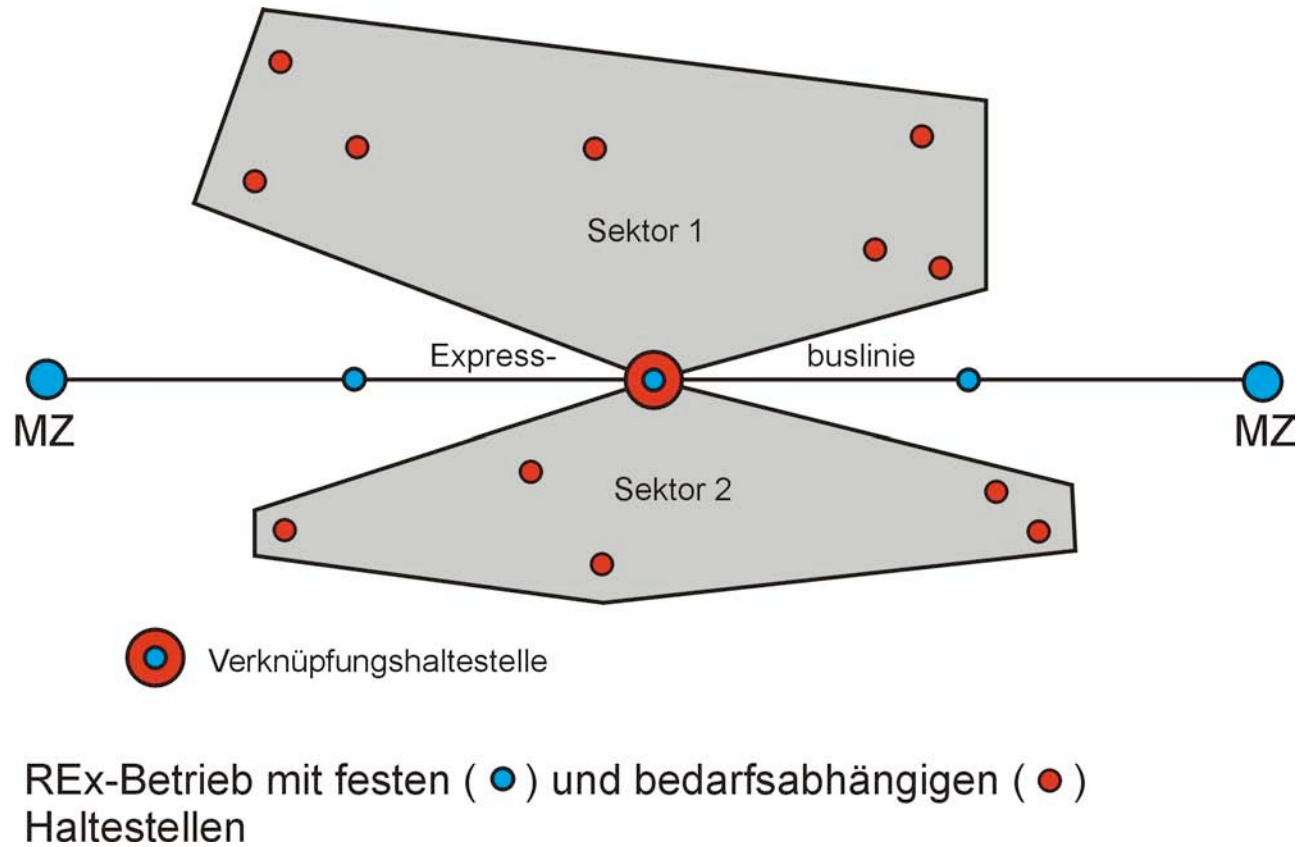 Sektor 1
Express-
buslinie
MZ
MZ
Sektor 2
Verknüpfungshaltestelle
REx-Betrieb mit festen ( ) und bedarfsabhängigen ( )
Haltestellen